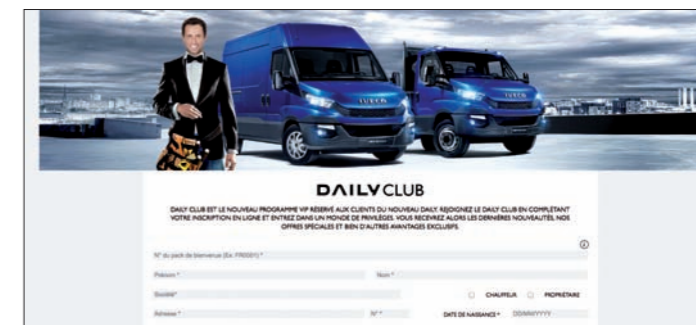 IVECO
IVECO
DAILYCLUB
DAILY CLUB EST LE NOUVEAU PROGRAMME VIP RÉSERVÉ AUX CLIENTS DU NOUVEAU DAILY. REJOIGNEZ LE DAILY CLUB EN COMPLÉTANT
VOTRE INSCRIPTION EN LIGNE ET ENTREZ DANS UN MONDE DE PRIVILÈGES. VOUS RECEVREZ ALORS LES DERNIÈRES NOUVEAUTÉS, NOS
OFFRES SPÉCIALES ET BIEN D'AUTRES AVANTAGES EXCLUSIFS.
N° du pack de bienvenue (Ex: FR0001) *
Prénom * Nom *
Société* CHAUFFEUR PROPRIÉTAIRE
Adresse * N° * DATE DE NAISSANCE * DD/MM/YYYY